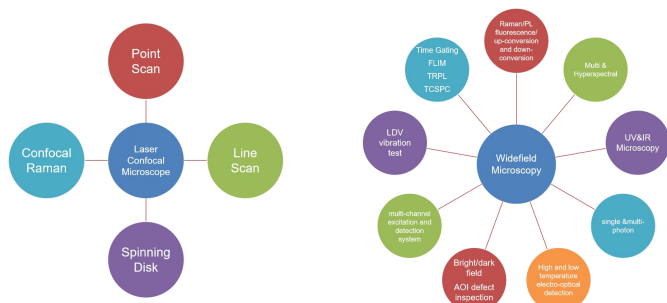 Point
Scan
Confocal
Raman
Laser
Confocal
Microscope
Line
Scan
Spinning
Disk
Raman/PL
fluorescence/
up-conversion
and down-
conversion
Time Gating
FLIM
TRPL
TCSPC
Multi &
Hyperspectral
LDV
vibration
test
Widefield
Microscopy
UV&IR
Microscopy
multi-channel
excitation and
detection
system
single &multi-
photon
Bright/dark
field
AOI defect
inspection
High and low
temperature
electro-optical
detection